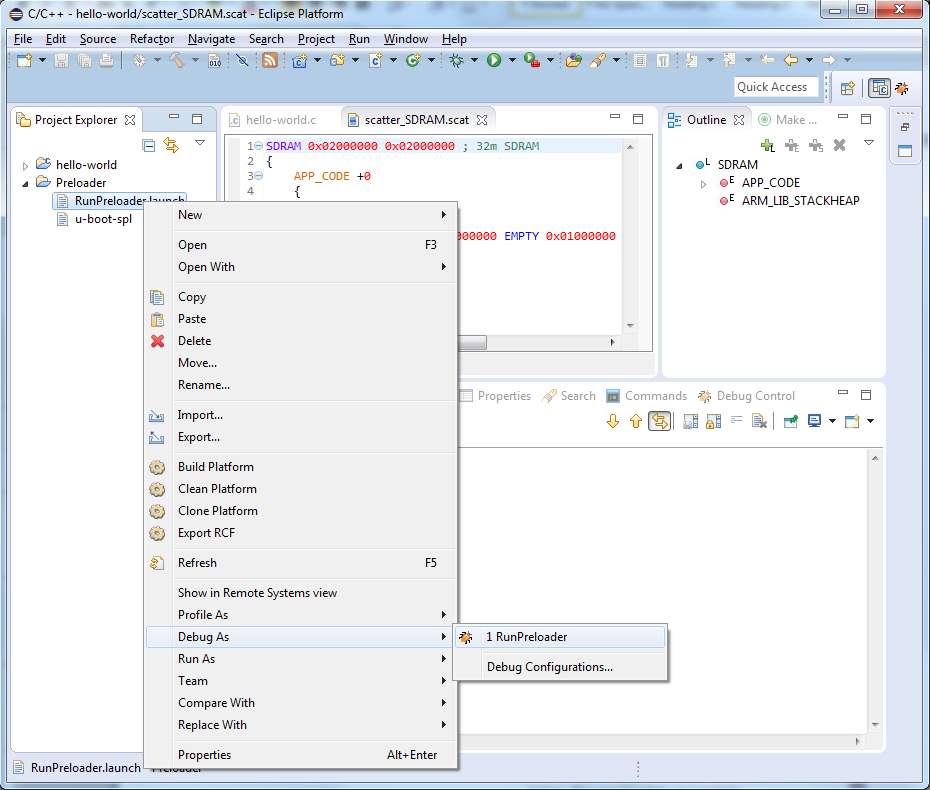 C/C++ - hello-world/scatter_SDRAM.scat - Eclipse Platform
File Edit Source Refactor Navigate Search Project Run Window Help
Quick Access
Project Explorer
hello-world
Preloader
RunPreloader.launch
u-boot-spl
hello-world.c
scatter_SDRAM.scat
1 SDRAM 0x02000000 0x02000000 ; 32m SDRAM
2 {
3 APP_CODE +0
4 {
000000 EMPTY 0x01000000
Outline
Make ...
SDRAM
APP_CODE
ARM_LIB_STACKHEAP
New
Open F3
Open With
Copy
Paste
Delete
Move...
Rename...
Import...
Export...
Build Platform
Clean Platform
Clone Platform
Export RCF
Refresh F5
Show in Remote Systems view
Profile As
Debug As
Run As
Team
Compare With
Replace With
Properties Alt+Enter
1 RunPreloader
Debug Configurations...
Properties Search Commands Debug Control
RunPreloader.launch - Preloader